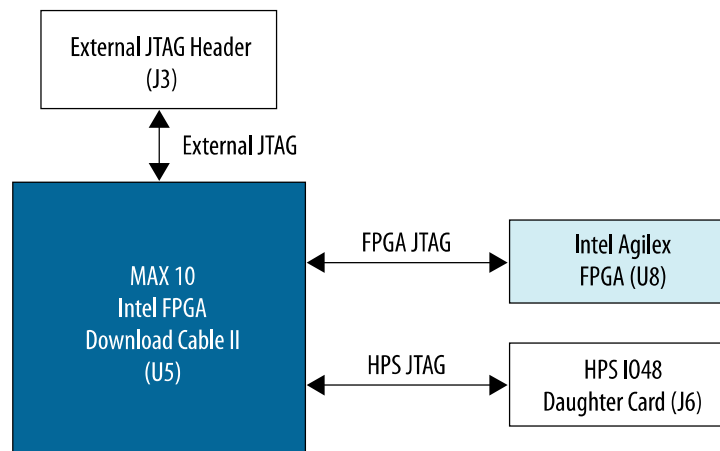 External JTAG Header
(J3)
External JTAG
MAX 10
Intel FPGA
Download Cable II
(U5)
FPGA JTAG
Intel Agilex
FPGA (U8)
HPS JTAG
HPS IO48
Daughter Card (J6)